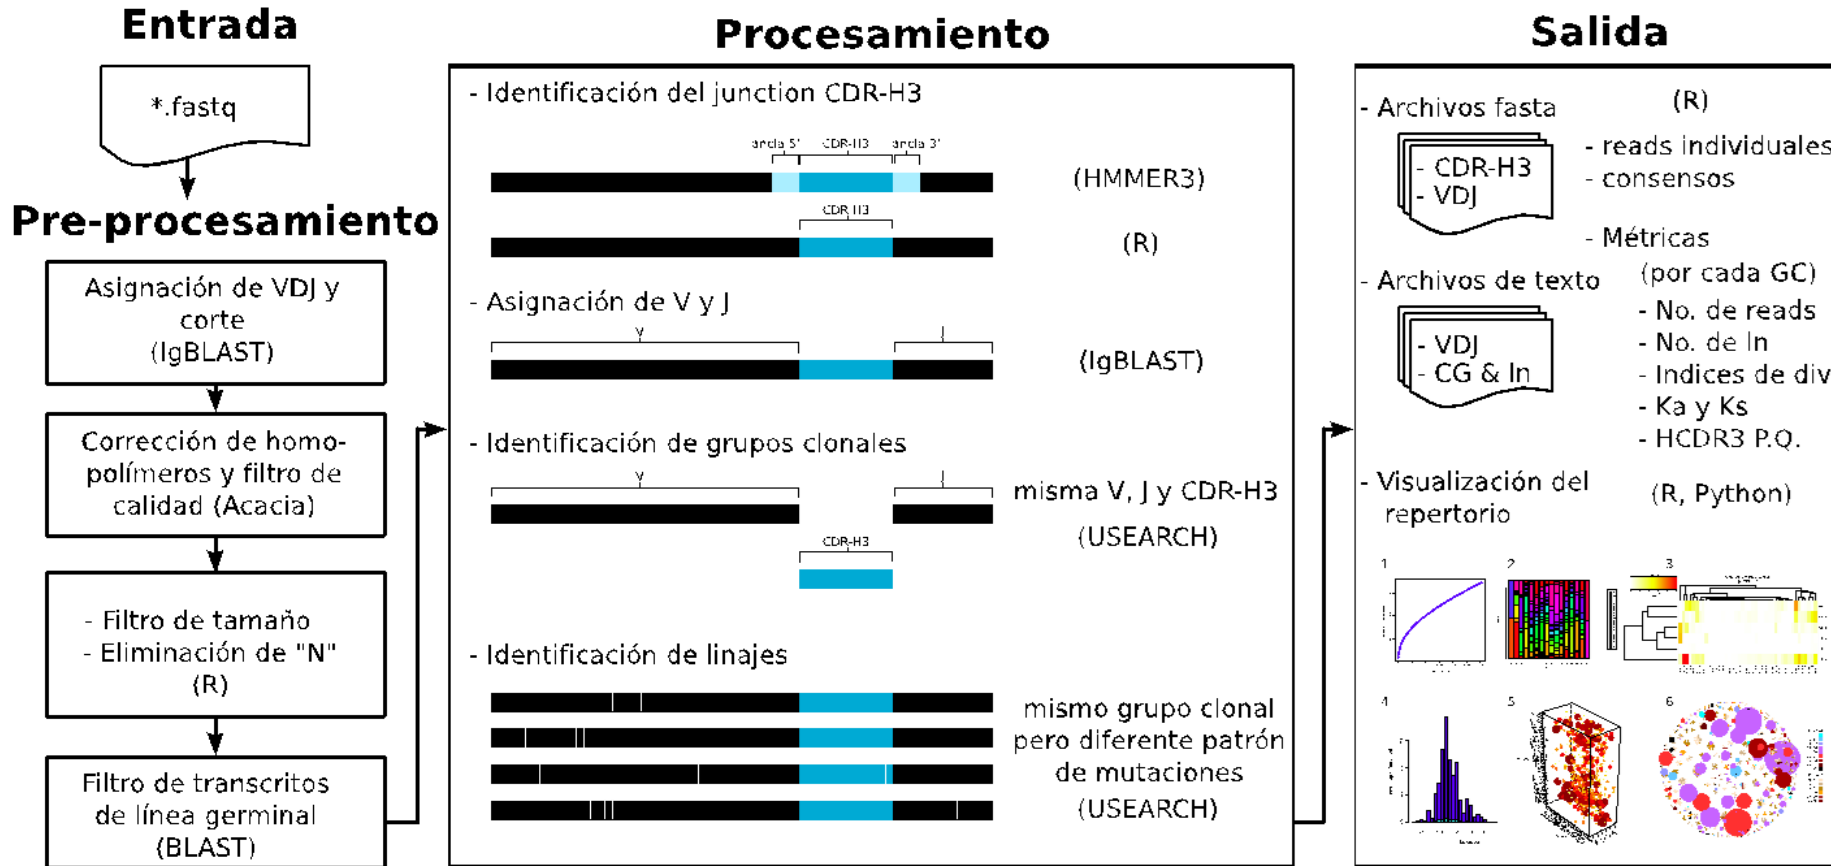 Entrada
*.fastq
Pre-procesamiento
Asignación de VDJ y
corte
(IgBLAST)
Corrección de homo-
polímeros y filtro de
calidad (Acacia)
- Filtro de tamaño
- Eliminación de "N"
(R)
Filtro de transcritos
de línea germinal
(BLAST)
Procesamiento
- Identificación del junction CDR-H3
ancla 5'
CDR-H3
ancla 3'
(HMMER3)
CDR-H3
(R)
- Asignación de V y J
V
J
(IgBLAST)
- Identificación de grupos clonales
V
J
misma V, J y CDR-H3
(USEARCH)
CDR-H3
- Identificación de linajes
mismo grupo clonal
pero diferente patrón
de mutaciones
(USEARCH)
Salida
- Archivos fasta
(R)
- CDR-H3
- VDJ
- reads individuales
- consensos
- Métricas
(por cada GC)
- No. de reads
- No. de ln
- Indices de div
- Ka y Ks
- HCDR3 P.Q.
- Archivos de texto
- VDJ
- CG & ln
- Visualización del
repertorio
(R, Python)
1
2
3
4
5
6